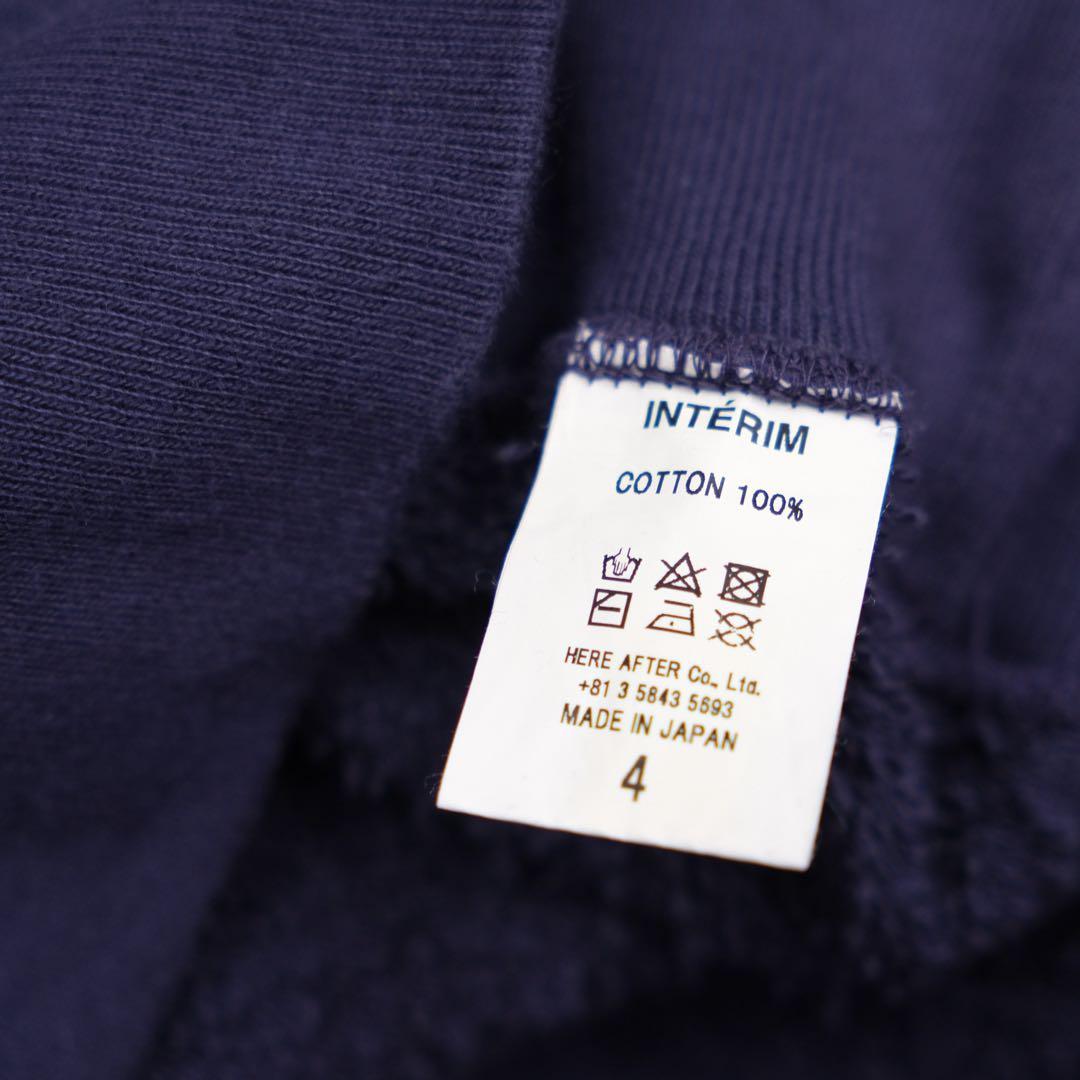 INTÉRIM
COTTON 100%
HERE AFTER Co., Ltd.
+81 3 5843 5693
MADE IN JAPAN
4